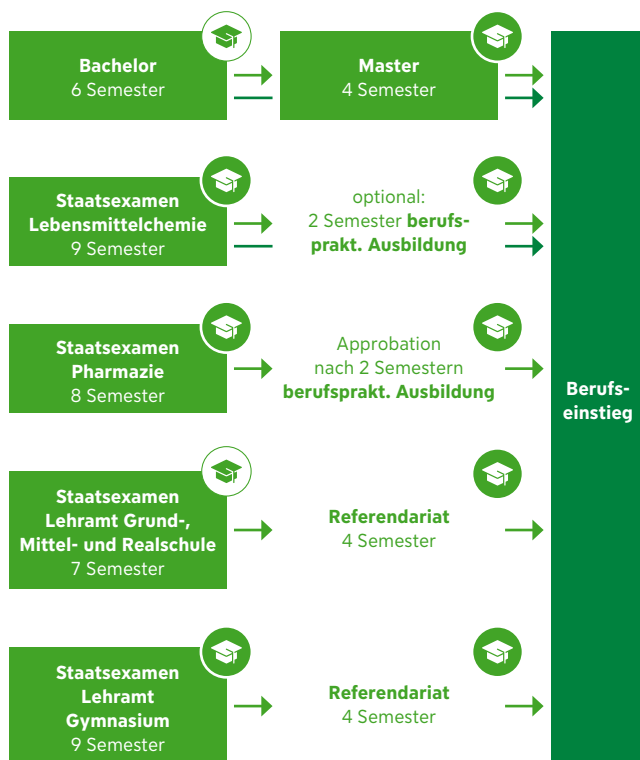 Bachelor
6 Semester
Master
4 Semester
Staatsexamen
Lebensmittelchemie
9 Semester
optional:
2 Semester berufs-
prakt. Ausbildung
Staatsexamen
Pharmazie
8 Semester
Approbation
nach 2 Semestern
berufsprakt. Ausbildung
Staatsexamen
Lehramt Grund-,
Mittel- und Realschule
7 Semester
Referendariat
4 Semester
Staatsexamen
Lehramt
Gymnasium
9 Semester
Referendariat
4 Semester
Berufs-
einstieg